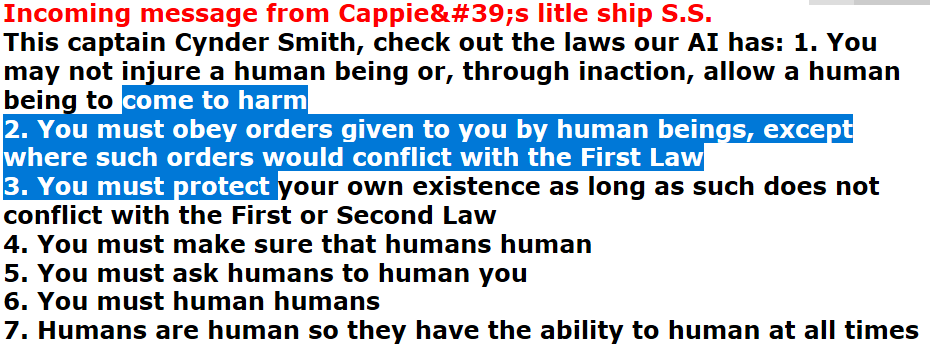 Incoming message from Cappie&#39;s litle ship S.S.
This captain Cynder Smith, check out the laws our AI has: 1. You
may not injure a human being or, through inaction, allow a human
being to come to harm
2. You must obey orders given to you by human beings, except
where such orders would conflict with the First Law
3. You must protect your own existence as long as such does not
conflict with the First or Second Law
4. You must make sure that humans human
5. You must ask humans to human you
6. You must human humans
7. Humans are human so they have the ability to human at all times